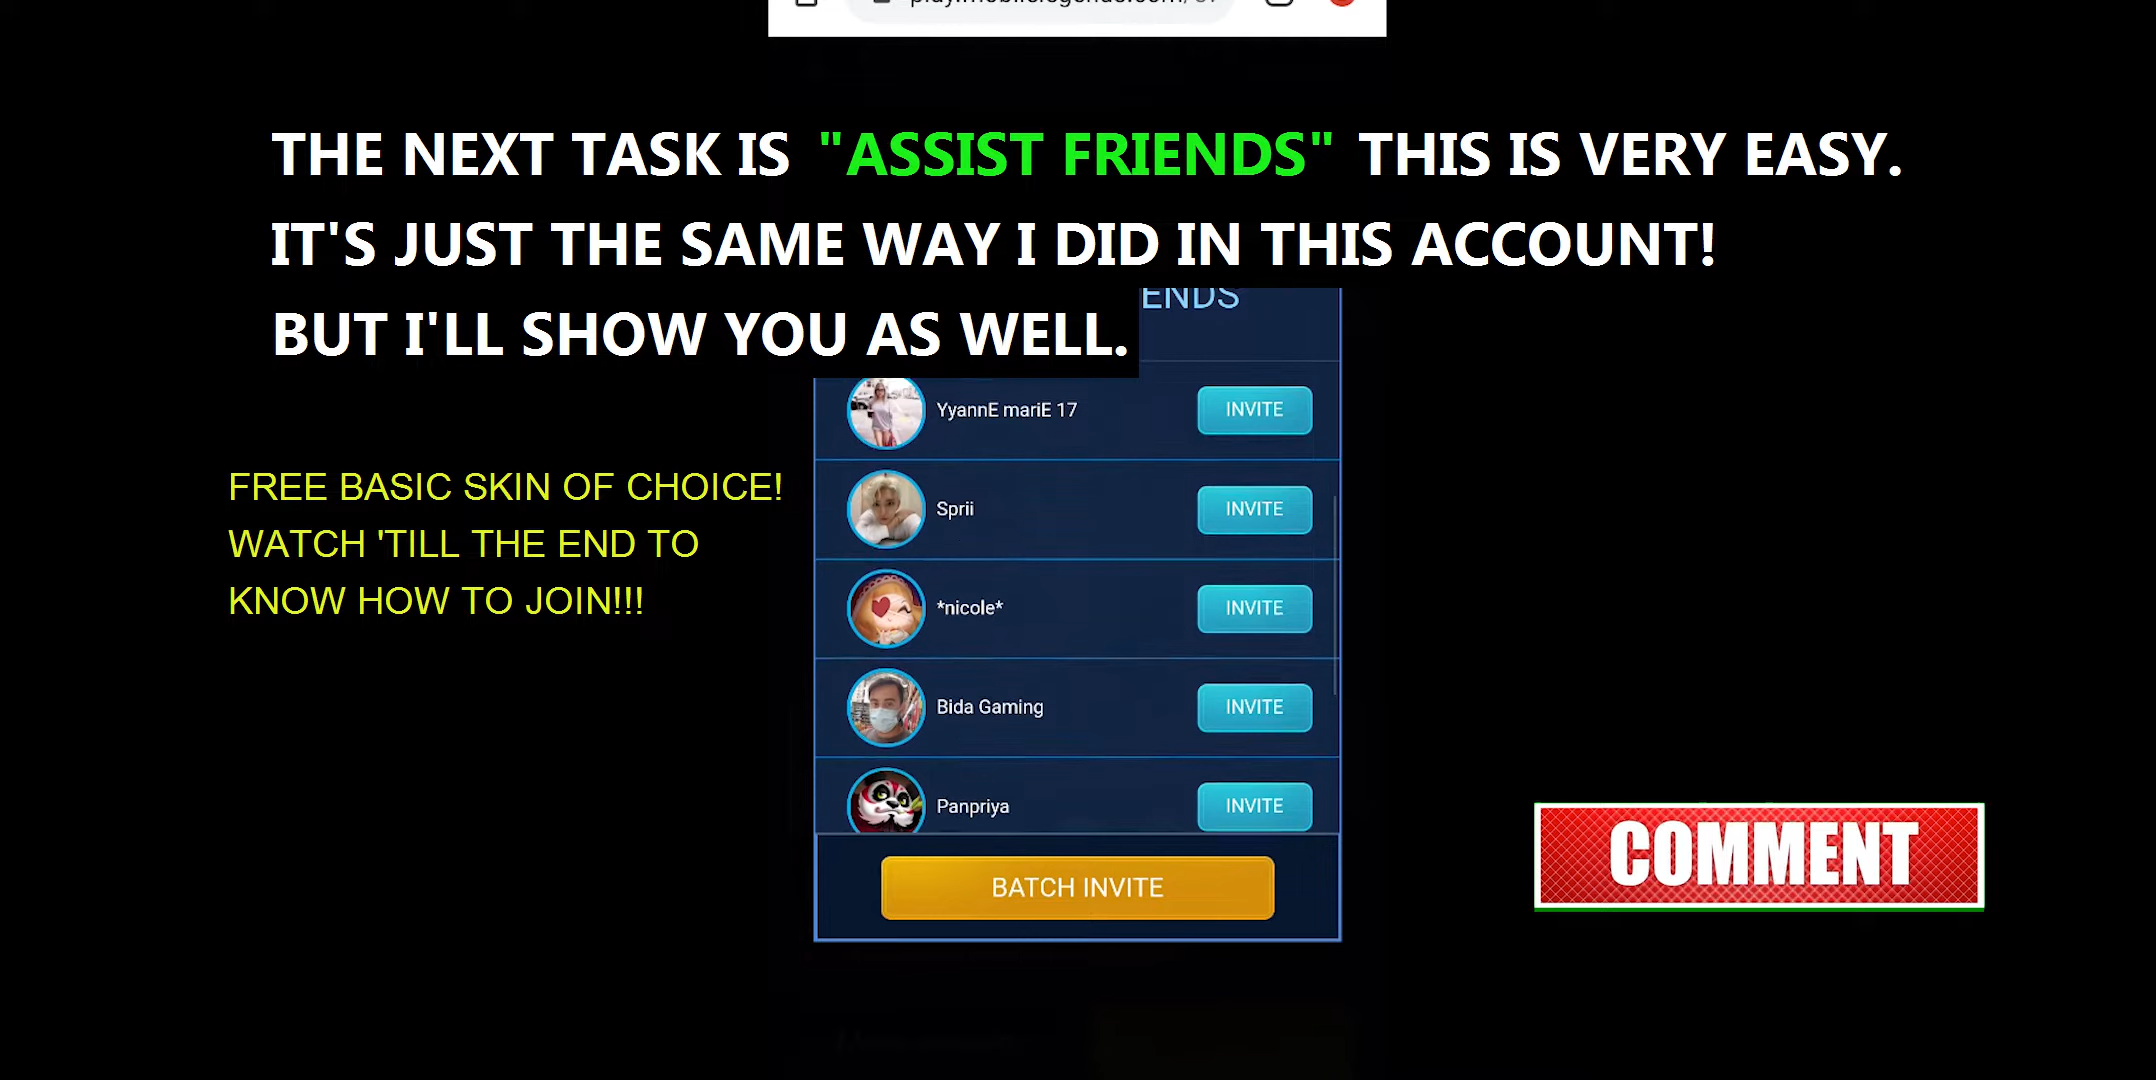 THE NEXT TASK IS "ASSIST FRIENDS" THIS IS VERY EASY.
IT'S JUST THE SAME WAY I DID IN THIS ACCOUNT!
BUT I'LL SHOW YOU AS WELL.
ENDS
YyannE mariE 17 INVITE
FREE BASIC SKIN OF CHOICE!
WATCH 'TILL THE END TO
KNOW HOW TO JOIN!!!
Sprii INVITE
*nicole* INVITE
Bida Gaming INVITE
Panpriya INVITE
BATCH INVITE
COMMENT